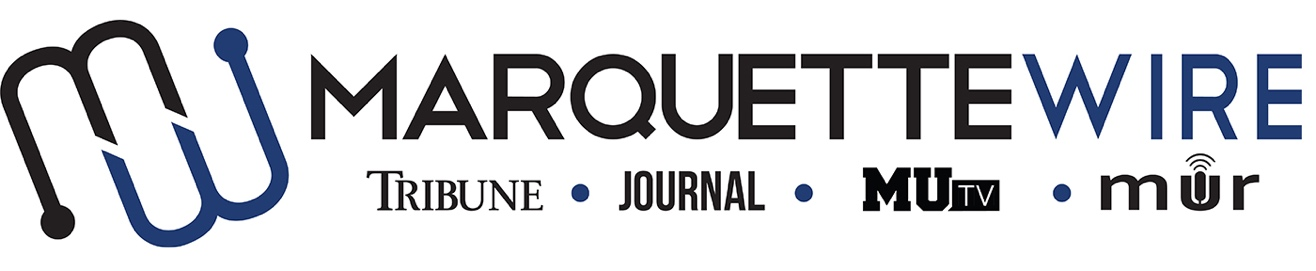 MARQUETTEWIRE
TRIBUNE • JOURNAL • MUTV • mur